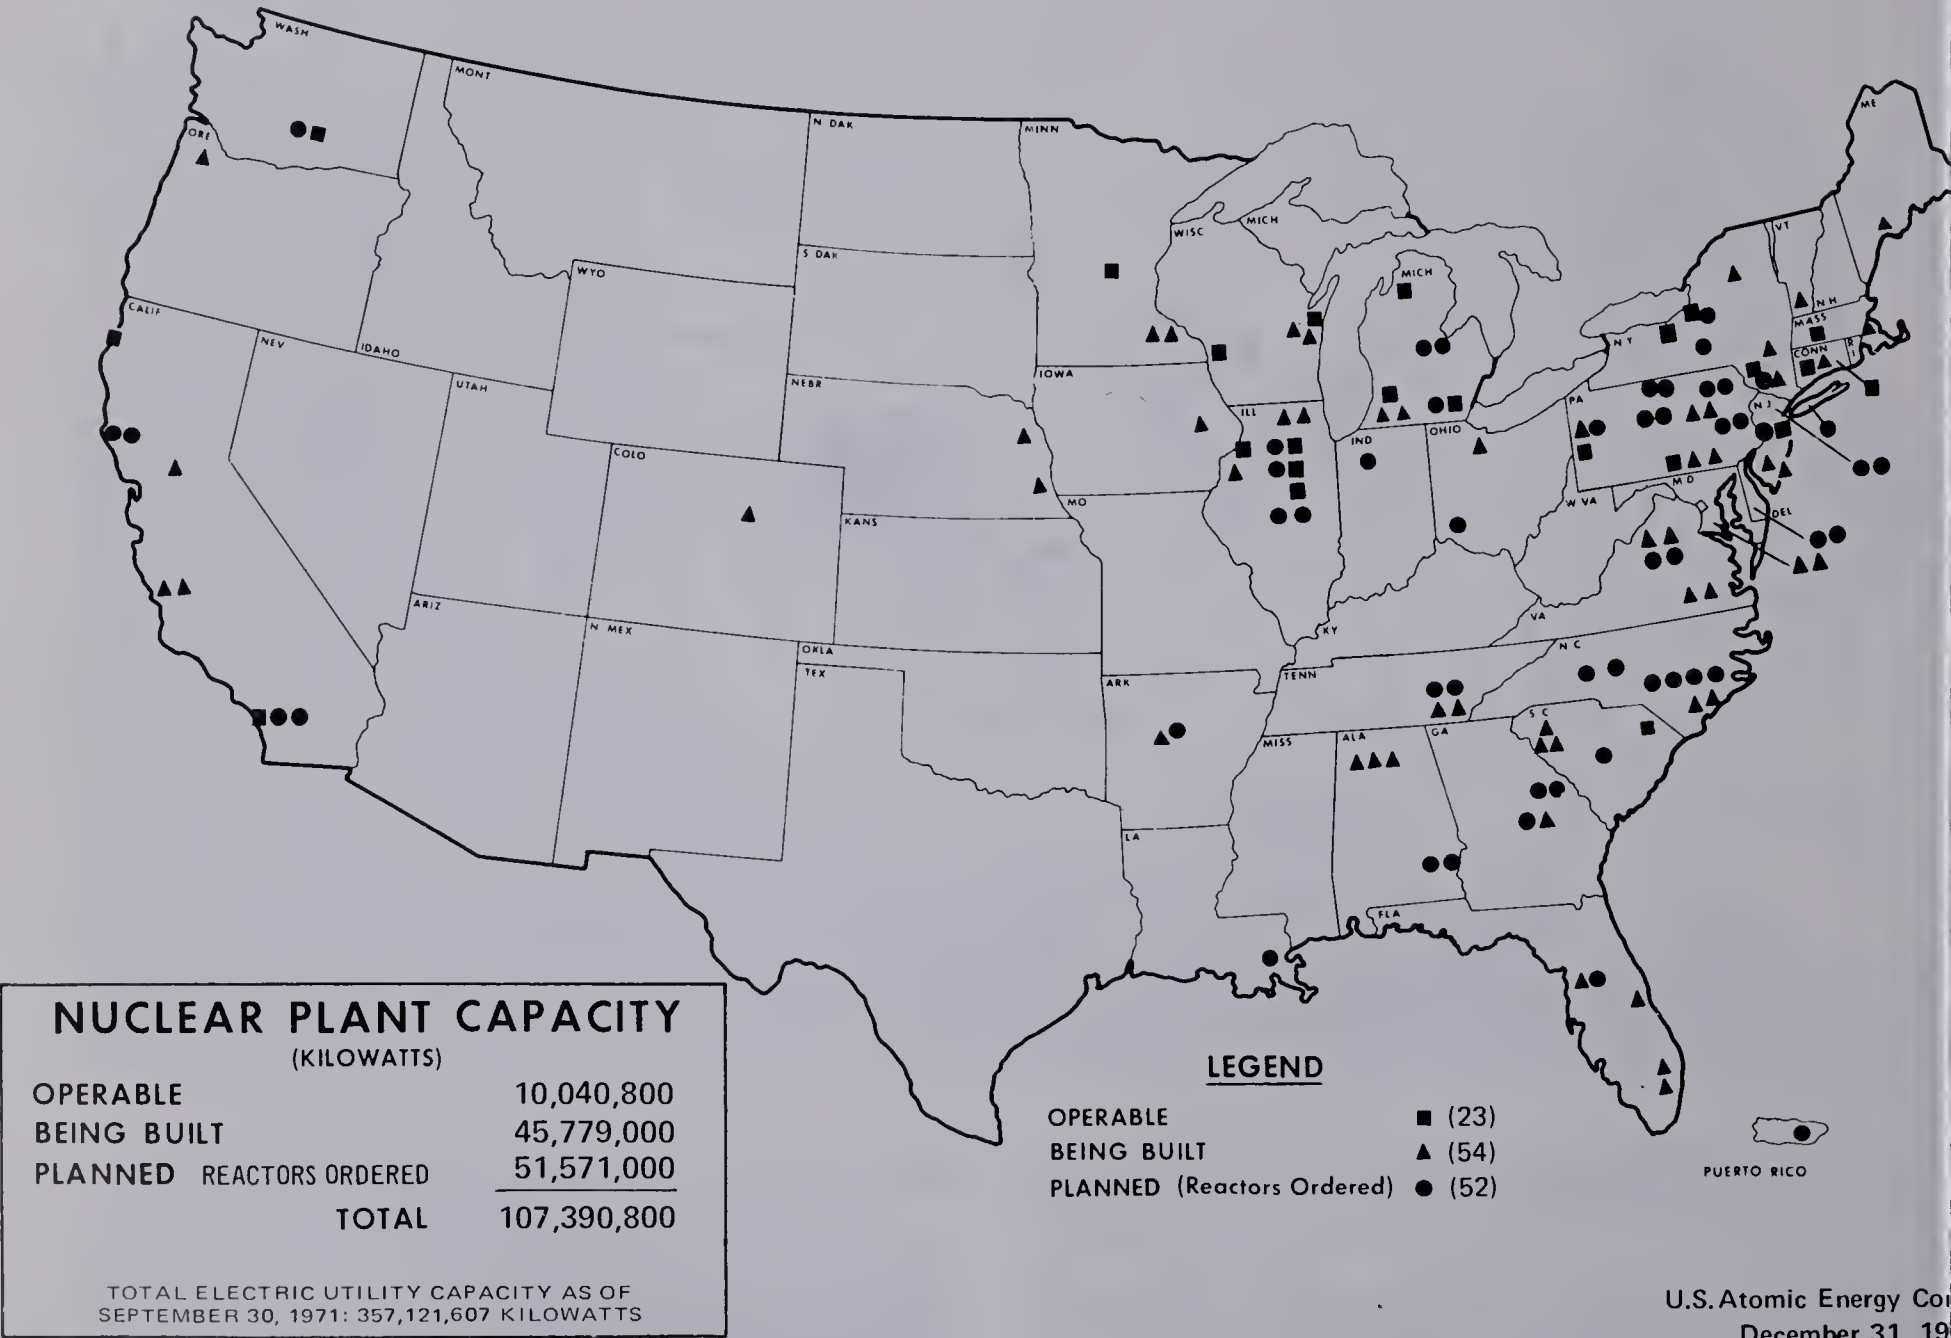 WASH
MONT
N DAK
MINN
ME
ORE
VT
WISC
MICH
S DAK
MICH
WYO
CALIF
N H
MASS
NEV
IDAHO
N Y
CONN
R
I
UTAH
NEBR
IOWA
PA
N J
ILL
IND
OHIO
COLO
MD
W VA
MO
KANS
DEL
ARIZ
N MEX
KY
VA
OKLA
N C
TEX
ARK
TENN
S C
MISS
ALA
GA
LA
FLA
NUCLEAR PLANT CAPACITY
(KILOWATTS)
OPERABLE 10,040,800
BEING BUILT 45,779,000
PLANNED REACTORS ORDERED 51,571,000
TOTAL 107,390,800
TOTAL ELECTRIC UTILITY CAPACITY AS OF
SEPTEMBER 30, 1971: 357,121,607 KILOWATTS
LEGEND
OPERABLE ■ (23)
BEING BUILT ▲ (54)
PLANNED (Reactors Ordered) ● (52)
PUERTO RICO
U.S. Atomic Energy
December 31,